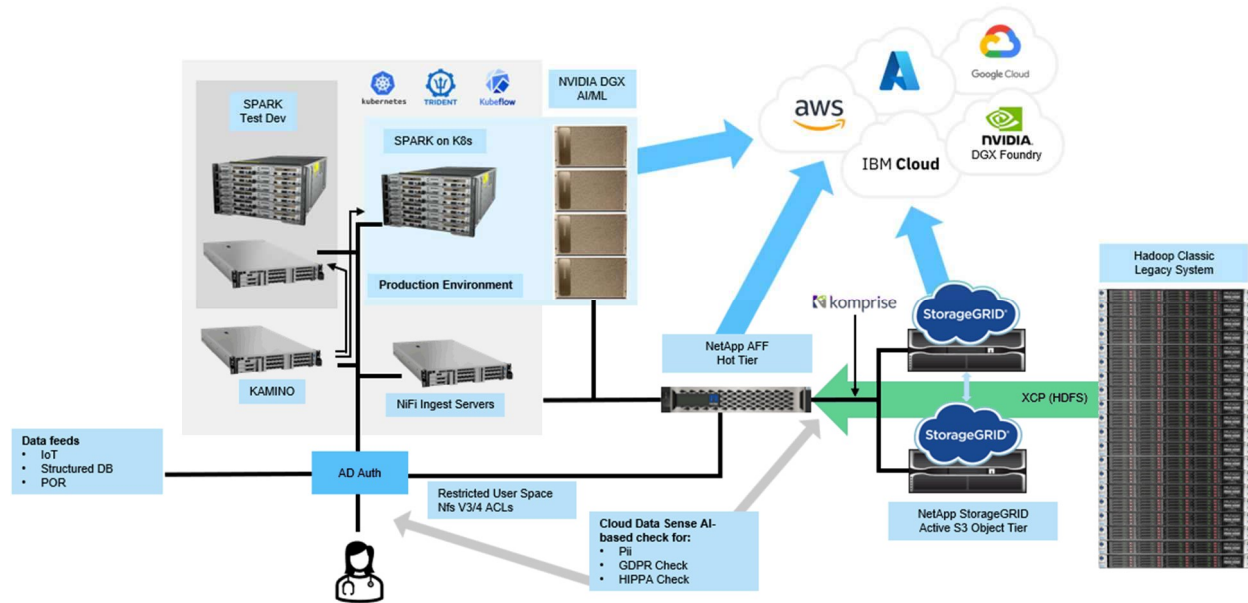 SPARK
Test Dev
kubernetes
TRIDENT
Kubeflow
NVIDIA DGX
AI/ML
SPARK on K8s
Production Environment
KAMINO
NiFi Ingest Servers
aws
Google Cloud
IBM Cloud
NVIDIA.
DGX Foundry
Hadoop Classic
Legacy System
komprise
StorageGRID®
NetApp AFF
Hot Tier
XCP (HDFS)
StorageGRID®
NetApp StorageGRID
Active S3 Object Tier
Data feeds
• IoT
• Structured DB
• POR
AD Auth
Restricted User Space
Nfs V3/4 ACLs
Cloud Data Sense AI-
based check for:
• Pii
• GDPR Check
• HIPPA Check